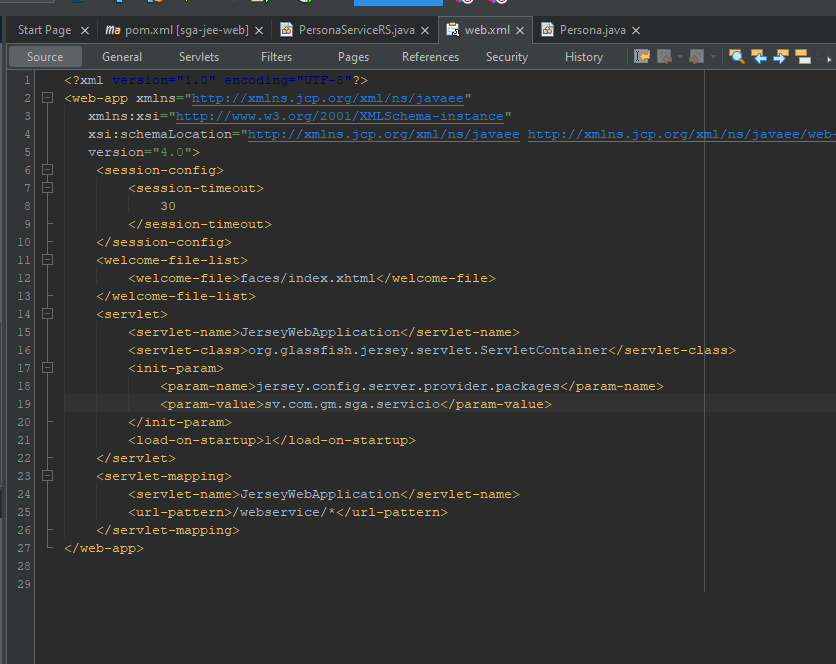 Start Page
pom.xml [sga-jee-web]
PersonaServiceRS.java
web.xml
Persona.java
Source General Servlets Filters Pages References Security History
1 <?xml version="1.0" encoding="UTF-8"?>
2 <web-app xmlns="http://xmlns.jcp.org/xml/ns/javaee"
3 xmlns:xsi="http://www.w3.org/2001/XMLSchema-instance"
4 xsi:schemaLocation="http://xmlns.jcp.org/xml/ns/javaee http://xmlns.jcp.org/xml/ns/javaee/web-
5 version="4.0">
6 <session-config>
7 <session-timeout>
8 30
9 </session-timeout>
10 </session-config>
11 <welcome-file-list>
12 <welcome-file>faces/index.xhtml</welcome-file>
13 </welcome-file-list>
14 <servlet>
15 <servlet-name>JerseyWebApplication</servlet-name>
16 <servlet-class>org.glassfish.jersey.servlet.ServletContainer</servlet-class>
17 <init-param>
18 <param-name>jersey.config.server.provider.packages</param-name>
19 <param-value>sv.com.gm.sga.servicio</param-value>
20 </init-param>
21 <load-on-startup>1</load-on-startup>
22 </servlet>
23 <servlet-mapping>
24 <servlet-name>JerseyWebApplication</servlet-name>
25 <url-pattern>/webservice/*</url-pattern>
26 </servlet-mapping>
27 </web-app>
28
29